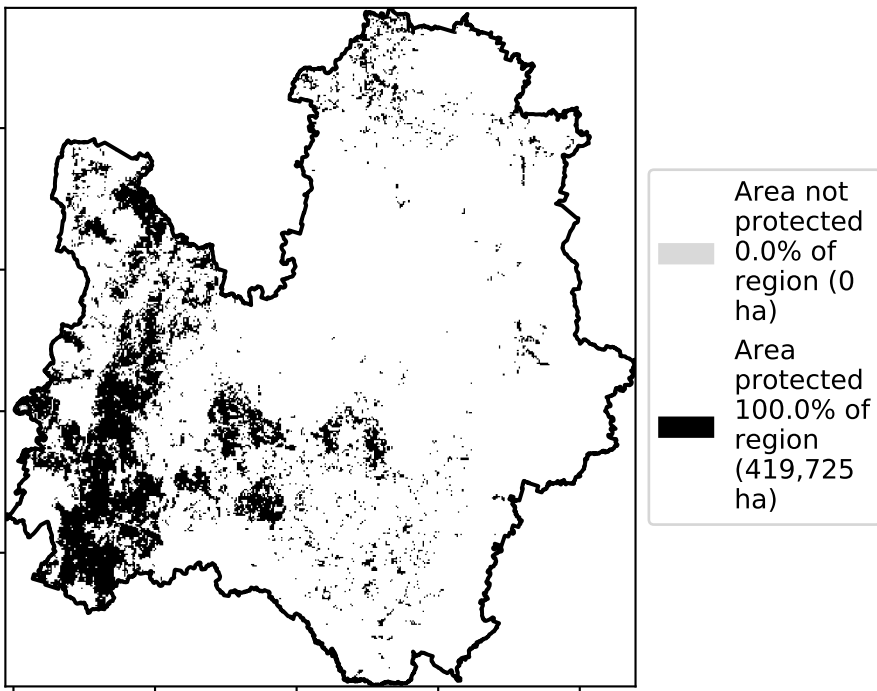 Area not
protected
0.0% of
region (0
ha)
Area
protected
100.0% of
region
(419,725
ha)